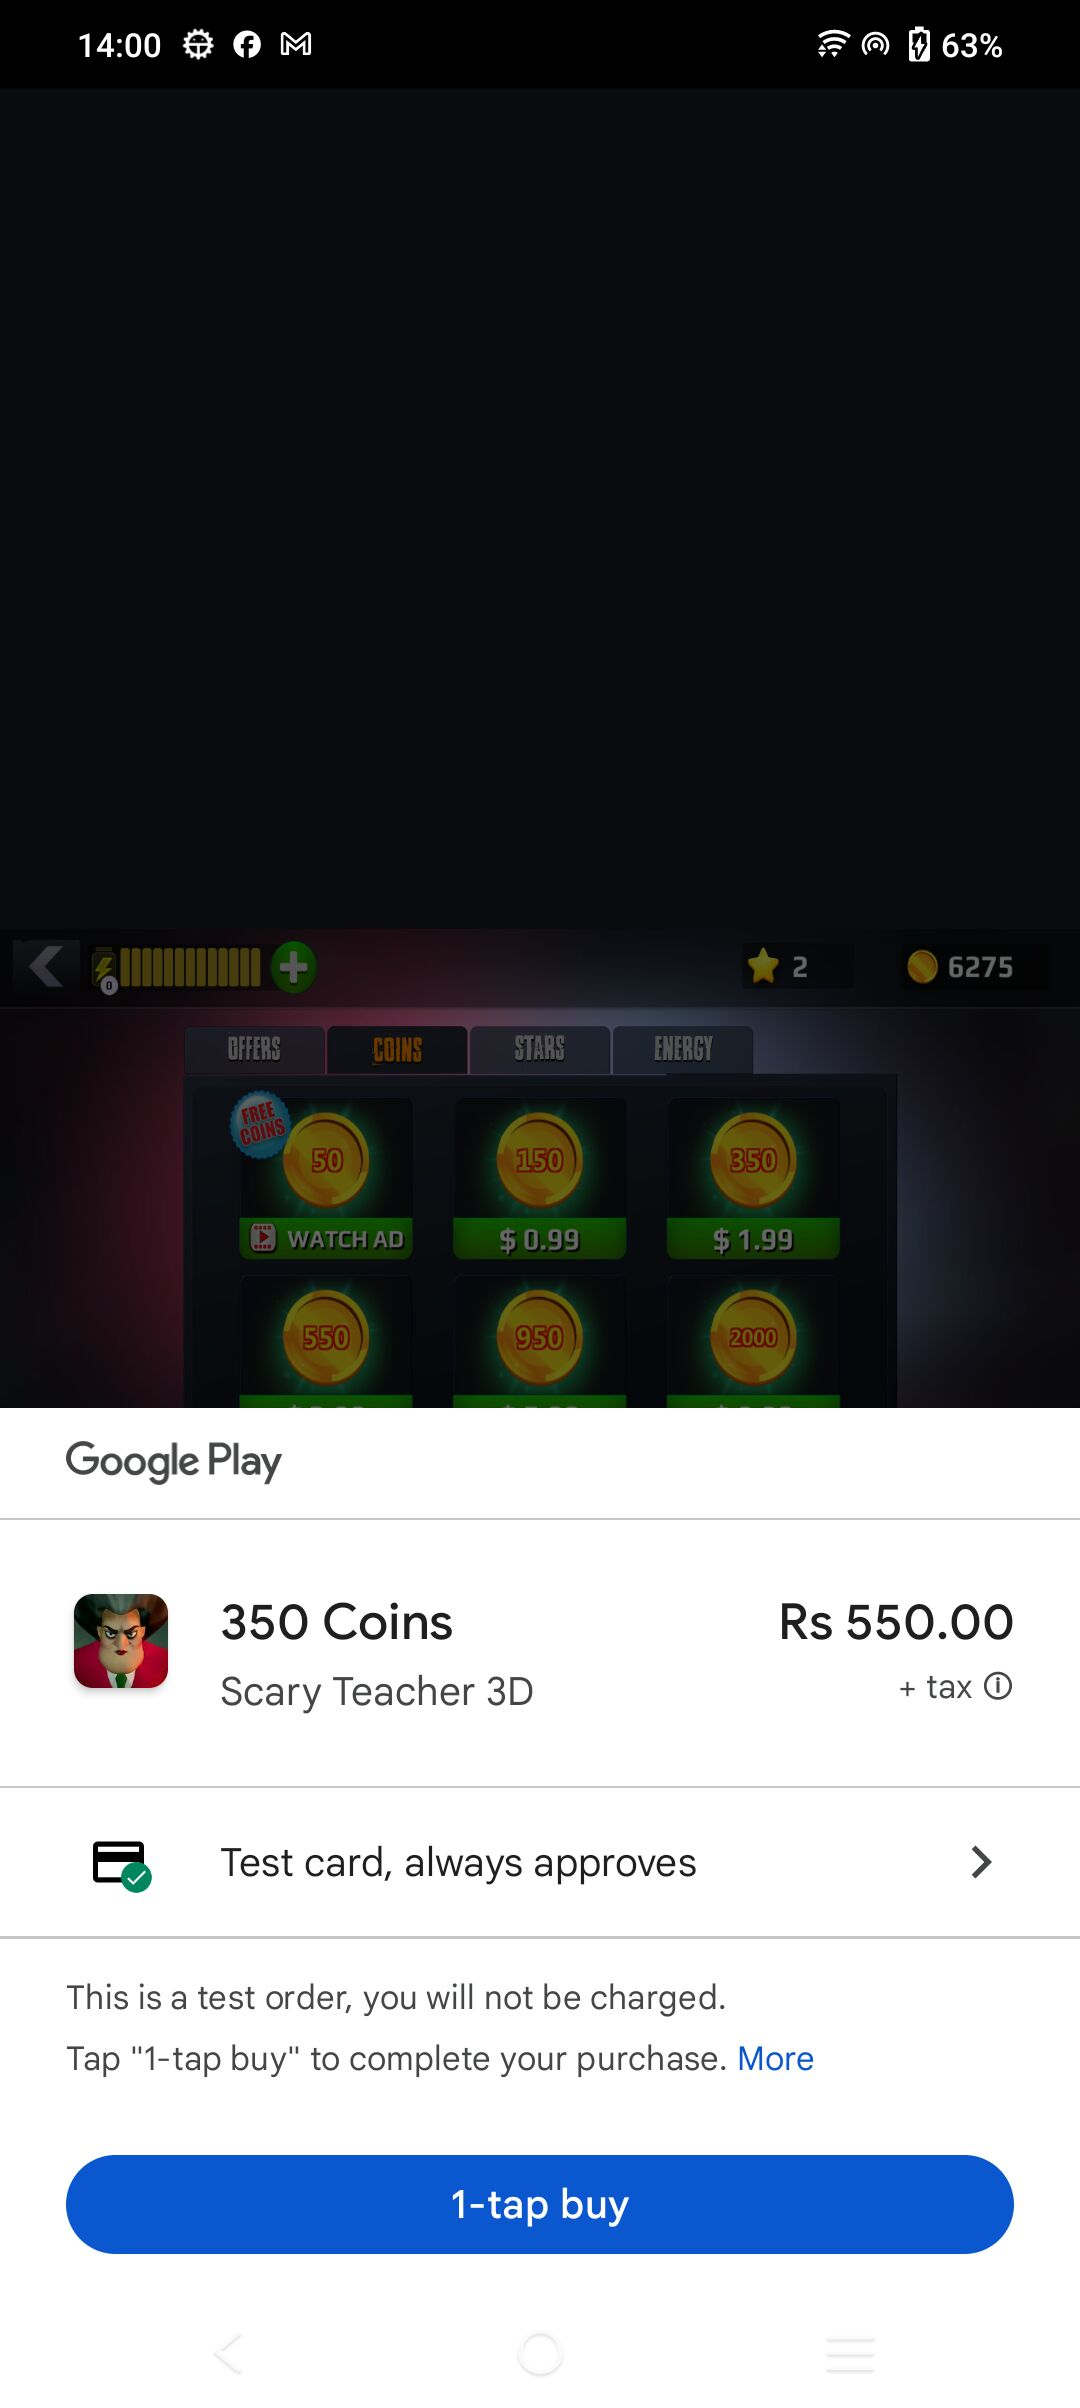 14:00 63%
0 2 6275
OFFERS COINS STARS ENERGY
FREE COINS
50 150 350
WATCH AD $ 0.99 $ 1.99
550 950 2000
Google Play
350 Coins Rs 550.00
Scary Teacher 3D + tax
Test card, always approves
This is a test order, you will not be charged.
Tap "1-tap buy" to complete your purchase. More
1-tap buy